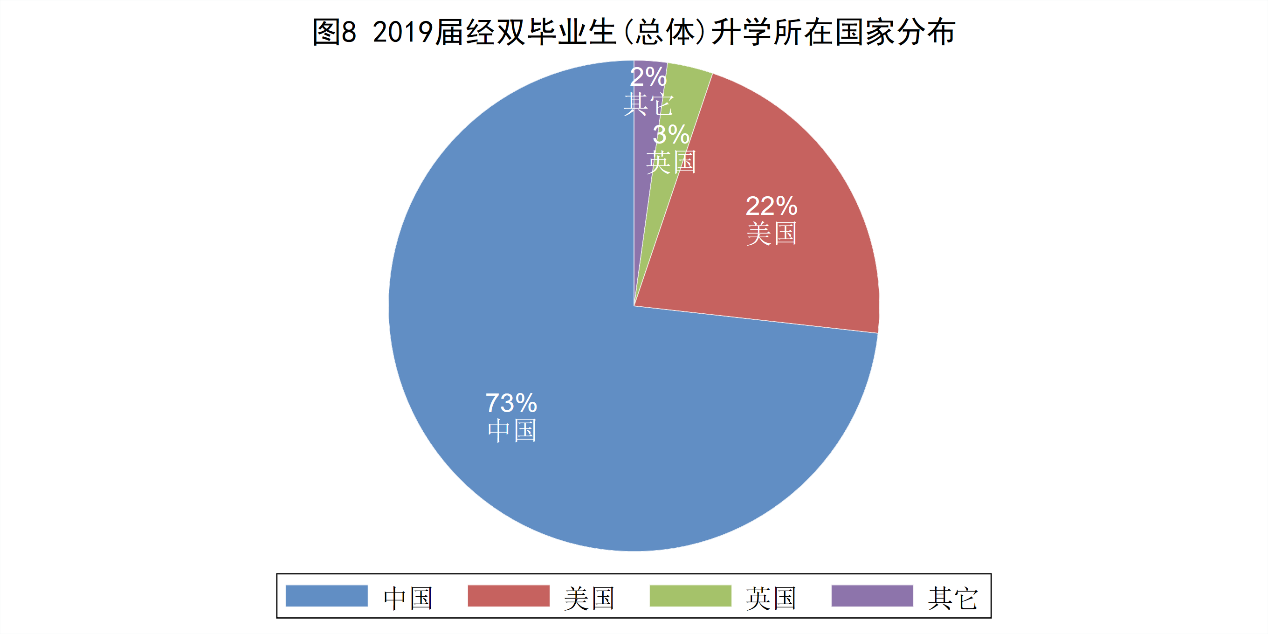 图8 2019届经双毕业生(总体)升学所在国家分布
2%
其它
3%
英国
22%
美国
73%
中国
中国 美国 英国 其它